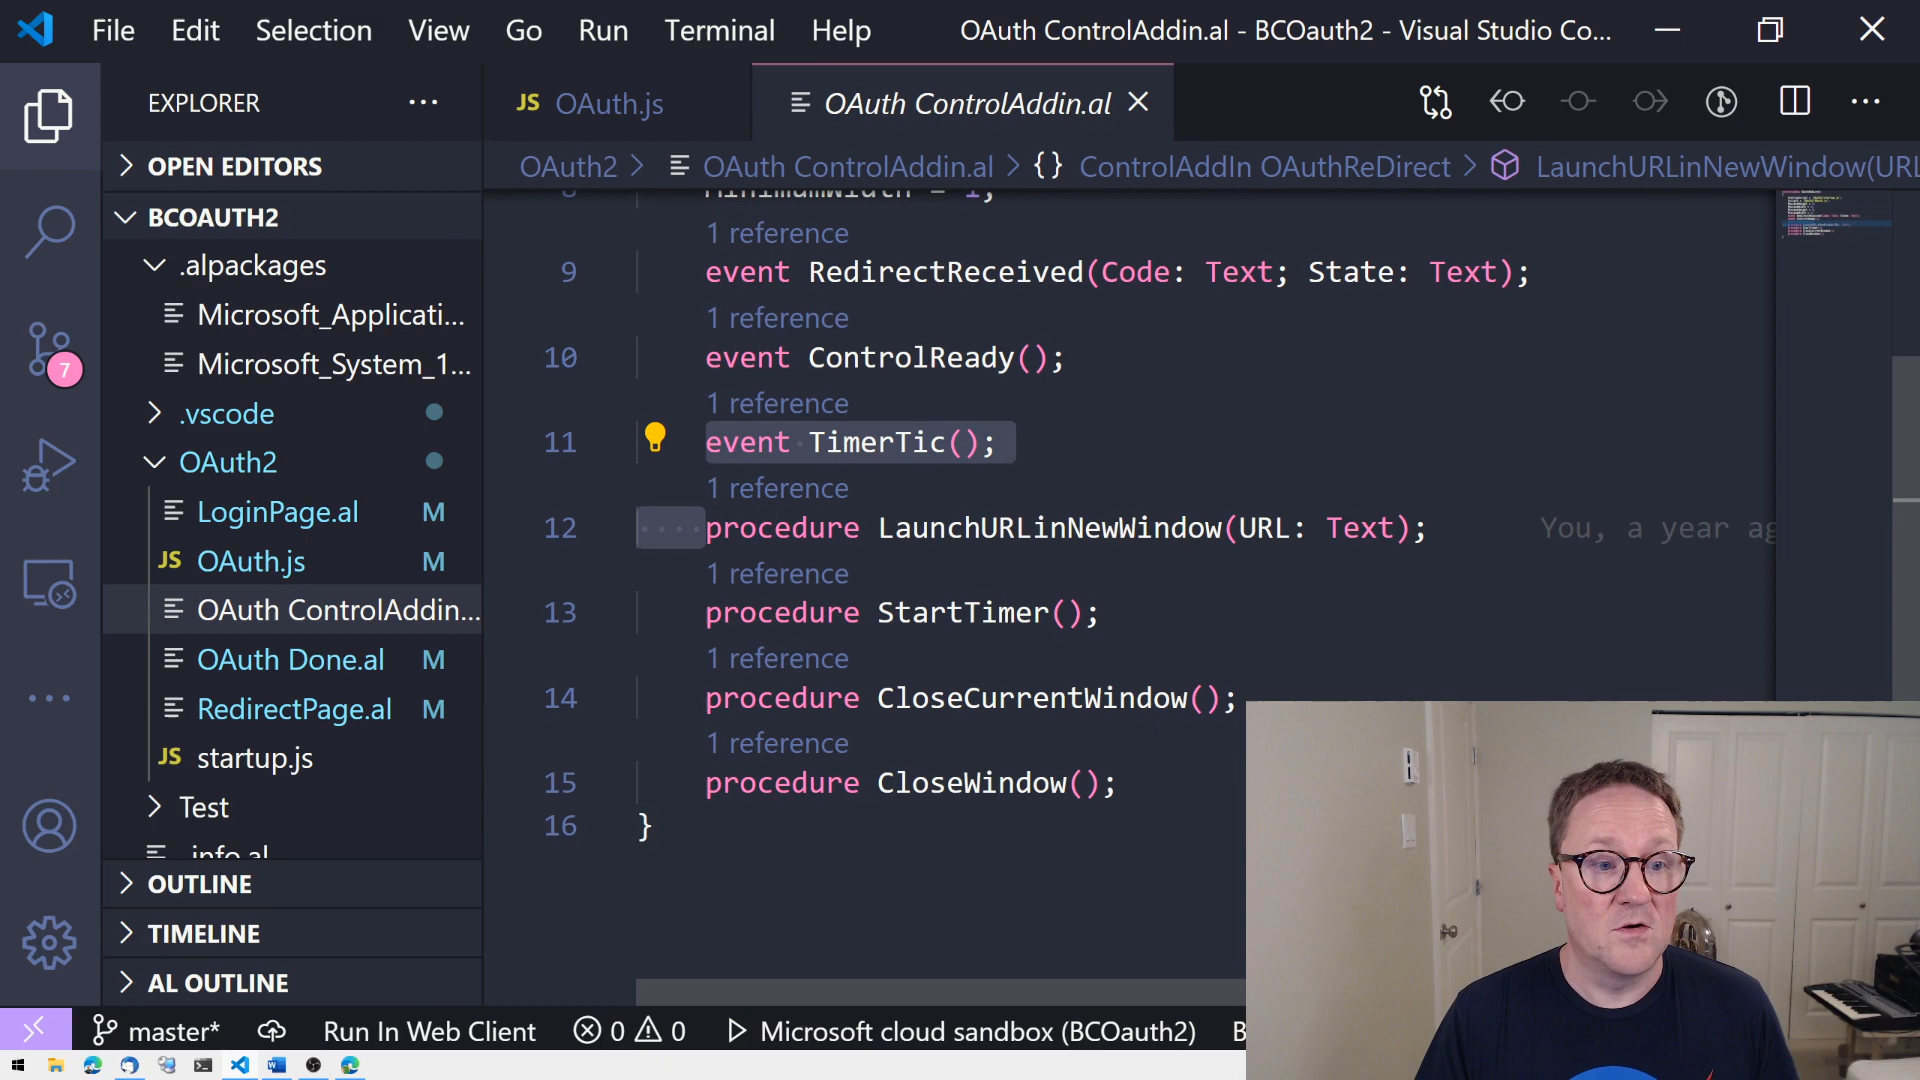 File Edit Selection View Go Run Terminal Help OAuth ControlAddin.al - BCOauth2 - Visual Studio Co...
EXPLORER
OPEN EDITORS
BCOAUTH2
.alpackages
Microsoft_Applicati...
Microsoft_System_1...
.vscode
OAuth2
LoginPage.al M
JS OAuth.js M
OAuth ControlAddin...
OAuth Done.al M
RedirectPage.al M
JS startup.js
Test
info.al
OUTLINE
TIMELINE
AL OUTLINE
7
JS OAuth.js
OAuth ControlAddin.al
OAuth2 > OAuth ControlAddin.al > {} ControlAddIn OAuthReDirect > LaunchURLinNewWindow(URL
8 MinimumWidth = 1;
1 reference
9 event RedirectReceived(Code: Text; State: Text);
1 reference
10 event ControlReady();
1 reference
11 event TimerTic();
1 reference
12 procedure LaunchURLinNewWindow(URL: Text); You, a year ag
1 reference
13 procedure StartTimer();
1 reference
14 procedure CloseCurrentWindow();
1 reference
15 procedure CloseWindow();
16 }
master* Run In Web Client 0 0 Microsoft cloud sandbox (BCOauth2) B